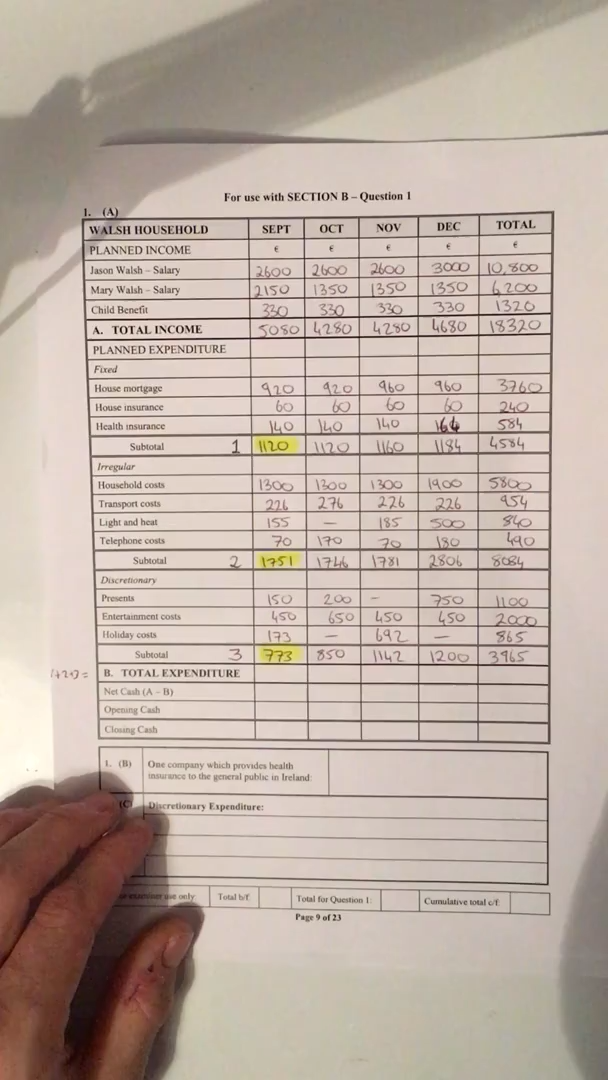 For use with SECTION B – Question 1
1. (A)
WALSH HOUSEHOLD SEPT OCT NOV DEC TOTAL
PLANNED INCOME € € € € €
Jason Walsh – Salary 2600 2600 2600 3000 10,800
Mary Walsh – Salary 2150 1350 1350 1350 6200
Child Benefit 330 330 330 330 1320
A. TOTAL INCOME 5080 4280 4280 4680 18320
PLANNED EXPENDITURE
Fixed
House mortgage 920 920 960 960 3760
House insurance 60 60 60 60 240
Health insurance 140 140 140 164 584
Subtotal 1 1120 1120 1160 1184 4584
Irregular
Household costs 1300 1300 1300 1900 5800
Transport costs 226 276 226 226 954
Light and heat 155 – 185 500 840
Telephone costs 70 170 70 180 490
Subtotal 2 1751 1746 1781 2806 8084
Discretionary
Presents 150 200 – 750 1100
Entertainment costs 450 650 450 450 2000
Holiday costs 173 – 692 – 865
Subtotal 3 773 850 1142 1200 3965
1+2+3 = B. TOTAL EXPENDITURE
Net Cash (A – B)
Opening Cash
Closing Cash
1. (B) One company which provides health
insurance to the general public in Ireland:
(C) Discretionary Expenditure:
examiner use only Total b/f Total for Question 1: Cumulative total c/f:
Page 9 of 23